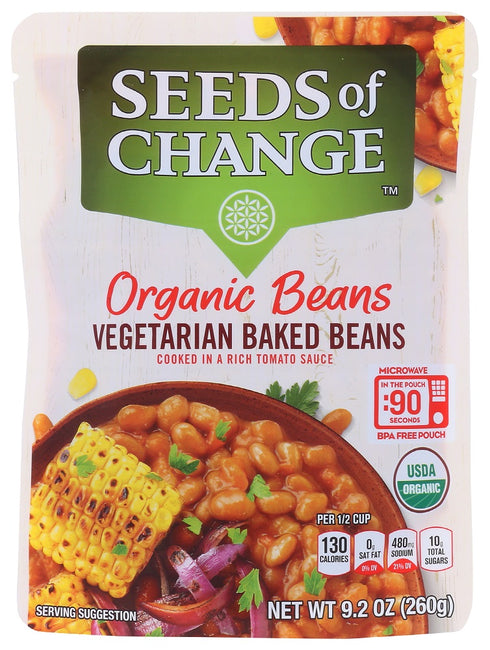 SEEDS of
CHANGE
™
Organic Beans
VEGETARIAN BAKED BEANS
COOKED IN A RICH TOMATO SAUCE
MICROWAVE
IN THE POUCH
:90
SECONDS
BPA FREE POUCH
USDA
ORGANIC
PER 1/2 CUP
130
CALORIES
0g
SAT FAT
0% DV
480mg
SODIUM
21% DV
10g
TOTAL
SUGARS
SERVING SUGGESTION
NET WT 9.2 OZ (260g)